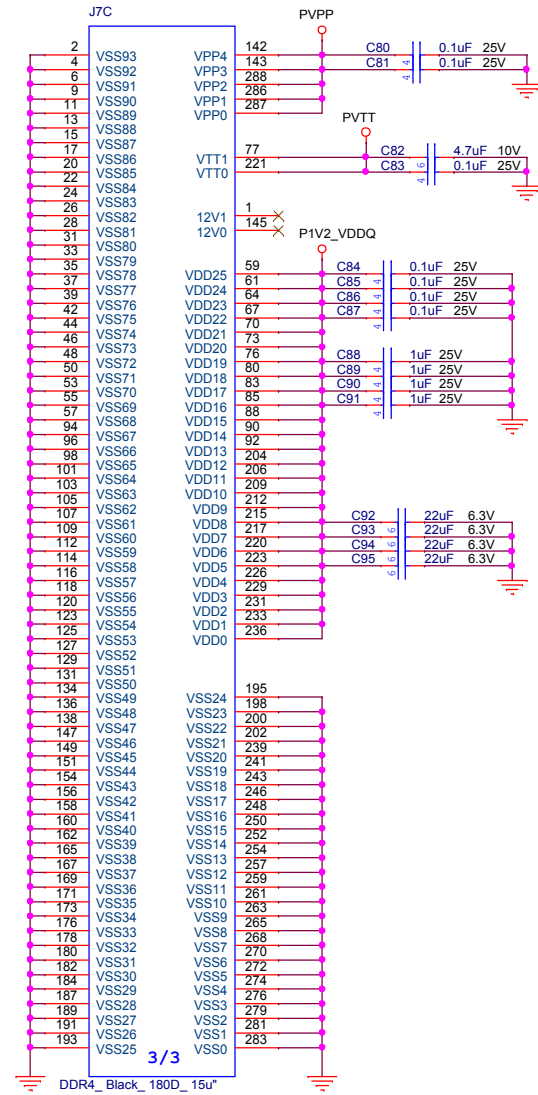 J7C PVPP
2 VSS93 VPP4 142 C80 4 0.1uF 25V
4 VSS92 VPP3 143 C81 4 0.1uF 25V
6 VSS91 VPP2 288
9 VSS90 VPP1 286
11 VSS89 VPP0 287
13 VSS88 PVTT
15 VSS87
17 VSS86 VTT1 77 C82 6 4.7uF 10V
20 VSS85 VTT0 221 C83 4 0.1uF 25V
22 VSS84
24 VSS83
26 VSS82 12V1 1
28 VSS81 12V0 145
31 VSS80 P1V2_VDDQ
33 VSS79
35 VSS78 VDD25 59 C84 4 0.1uF 25V
37 VSS77 VDD24 61 C85 4 0.1uF 25V
39 VSS76 VDD23 64 C86 4 0.1uF 25V
42 VSS75 VDD22 67 C87 4 0.1uF 25V
44 VSS74 VDD21 70
46 VSS73 VDD20 73
48 VSS72 VDD19 76 C88 4 1uF 25V
50 VSS71 VDD18 80 C89 4 1uF 25V
53 VSS70 VDD17 83 C90 4 1uF 25V
55 VSS69 VDD16 85 C91 4 1uF 25V
57 VSS68 VDD15 88
94 VSS67 VDD14 90
96 VSS66 VDD13 92
98 VSS65 VDD12 204
101 VSS64 VDD11 206
103 VSS63 VDD10 209
105 VSS62 VDD9 212
107 VSS61 VDD8 215 C92 6 22uF 6.3V
109 VSS60 VDD7 217 C93 6 22uF 6.3V
112 VSS59 VDD6 220 C94 6 22uF 6.3V
114 VSS58 VDD5 223 C95 6 22uF 6.3V
116 VSS57 VDD4 226
118 VSS56 VDD3 229
120 VSS55 VDD2 231
123 VSS54 VDD1 233
125 VSS53 VDD0 236
127 VSS52
129 VSS51
131 VSS50
134 VSS49 VSS24 195
136 VSS48 VSS23 198
138 VSS47 VSS22 200
147 VSS46 VSS21 202
149 VSS45 VSS20 239
151 VSS44 VSS19 241
154 VSS43 VSS18 243
156 VSS42 VSS17 246
158 VSS41 VSS16 248
160 VSS40 VSS15 250
162 VSS39 VSS14 252
165 VSS38 VSS13 254
167 VSS37 VSS12 257
169 VSS36 VSS11 259
171 VSS35 VSS10 261
173 VSS34 VSS9 263
176 VSS33 VSS8 265
178 VSS32 VSS7 268
180 VSS31 VSS6 270
182 VSS30 VSS5 272
184 VSS29 VSS4 274
187 VSS28 VSS3 276
189 VSS27 VSS2 279
191 VSS26 VSS1 281
193 VSS25 VSS0 283
3/3
DDR4_ Black_ 180D_ 15u"